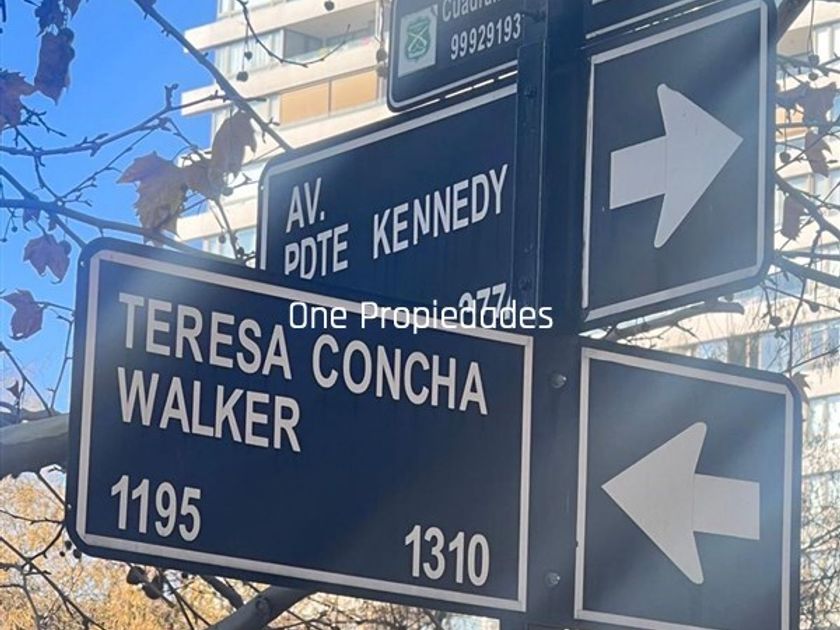 99929193
AV.
PDTE KENNEDY
One Propiedades
TERESA CONCHA
WALKER
1195
1310